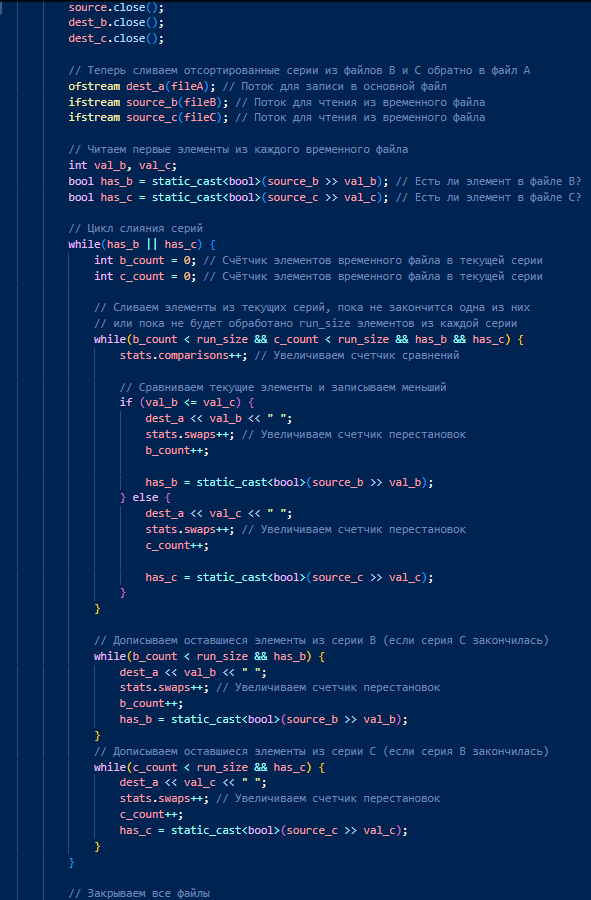 source.close();
dest_b.close();
dest_c.close();
// Теперь сливаем отсортированные серии из файлов B и C обратно в файл A
ofstream dest_a(fileA); // Поток для записи в основной файл
ifstream source_b(fileB); // Поток для чтения из временного файла
ifstream source_c(fileC); // Поток для чтения из временного файла
// Читаем первые элементы из каждого временного файла
int val_b, val_c;
bool has_b = static_cast<bool>(source_b >> val_b); // Есть ли элемент в файле B?
bool has_c = static_cast<bool>(source_c >> val_c); // Есть ли элемент в файле C?
// Цикл слияния серий
while(has_b || has_c) {
int b_count = 0; // Счётчик элементов временного файла в текущей серии
int c_count = 0; // Счётчик элементов временного файла в текущей серии
// Сливаем элементы из текущих серий, пока не закончится одна из них
// или пока не будет обработано run_size элементов из каждой серии
while(b_count < run_size && c_count < run_size && has_b && has_c) {
stats.comparisons++; // Увеличиваем счетчик сравнений
// Сравниваем текущие элементы и записываем меньший
if (val_b <= val_c) {
dest_a << val_b << " ";
stats.swaps++; // Увеличиваем счетчик перестановок
b_count++;
has_b = static_cast<bool>(source_b >> val_b);
} else {
dest_a << val_c << " ";
stats.swaps++; // Увеличиваем счетчик перестановок
c_count++;
has_c = static_cast<bool>(source_c >> val_c);
}
}
// Дописываем оставшиеся элементы из серии B (если серия C закончилась)
while(b_count < run_size && has_b) {
dest_a << val_b << " ";
stats.swaps++; // Увеличиваем счетчик перестановок
b_count++;
has_b = static_cast<bool>(source_b >> val_b);
}
// Дописываем оставшиеся элементы из серии C (если серия B закончилась)
while(c_count < run_size && has_c) {
dest_a << val_c << " ";
stats.swaps++; // Увеличиваем счетчик перестановок
c_count++;
has_c = static_cast<bool>(source_c >> val_c);
}
}
// Закрываем все файлы